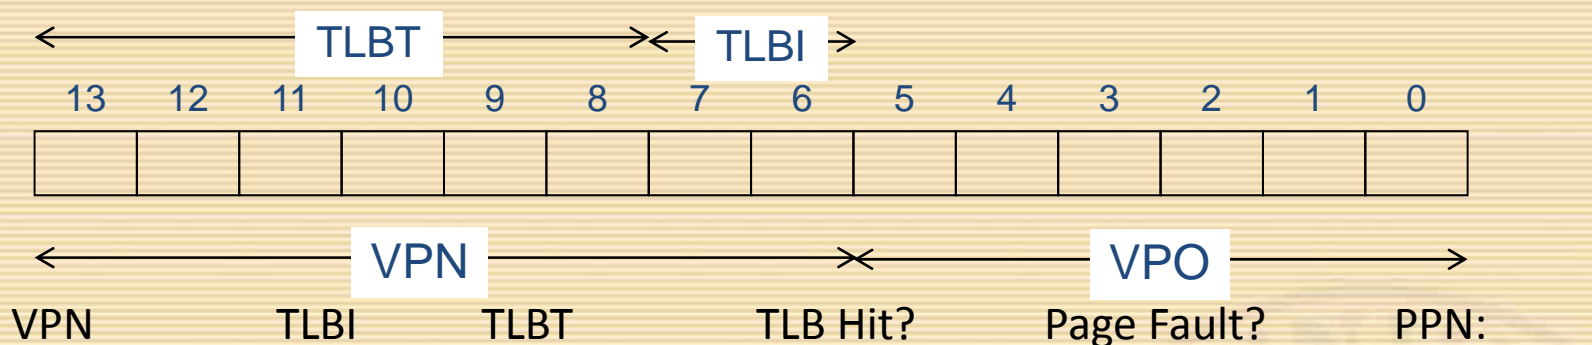 TLBT TLBI
13 12 11 10 9 8 7 6 5 4 3 2 1 0
VPN VPO
VPN TLBI TLBT TLB Hit? Page Fault? PPN: